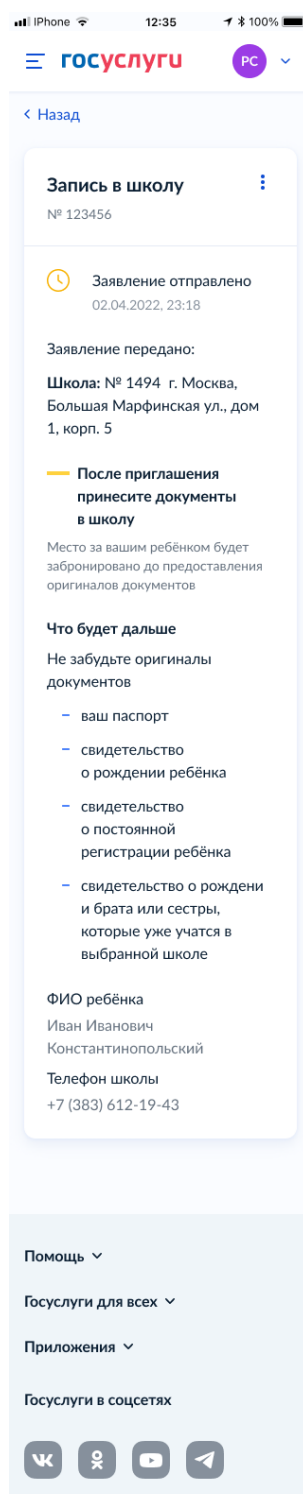 IPhone 12:35 100%
госуслуги РС
Назад
Запись в школу
№ 123456
Заявление отправлено
02.04.2022, 23:18
Заявление передано:
Школа: № 1494 г. Москва,
Большая Марфинская ул., дом
1, корп. 5
После приглашения
принесите документы
в школу
Место за вашим ребёнком будет
забронировано до предоставления
оригиналов документов
Что будет дальше
Не забудьте оригиналы
документов
– ваш паспорт
– свидетельство
о рождении ребёнка
– свидетельство
о постоянной
регистрации ребёнка
– свидетельство о рождени
и брата или сестры,
которые уже учатся в
выбранной школе
ФИО ребёнка
Иван Иванович
Константинопольский
Телефон школы
+7 (383) 612-19-43
Помощь
Госуслуги для всех
Приложения
Госуслуги в соцсетях